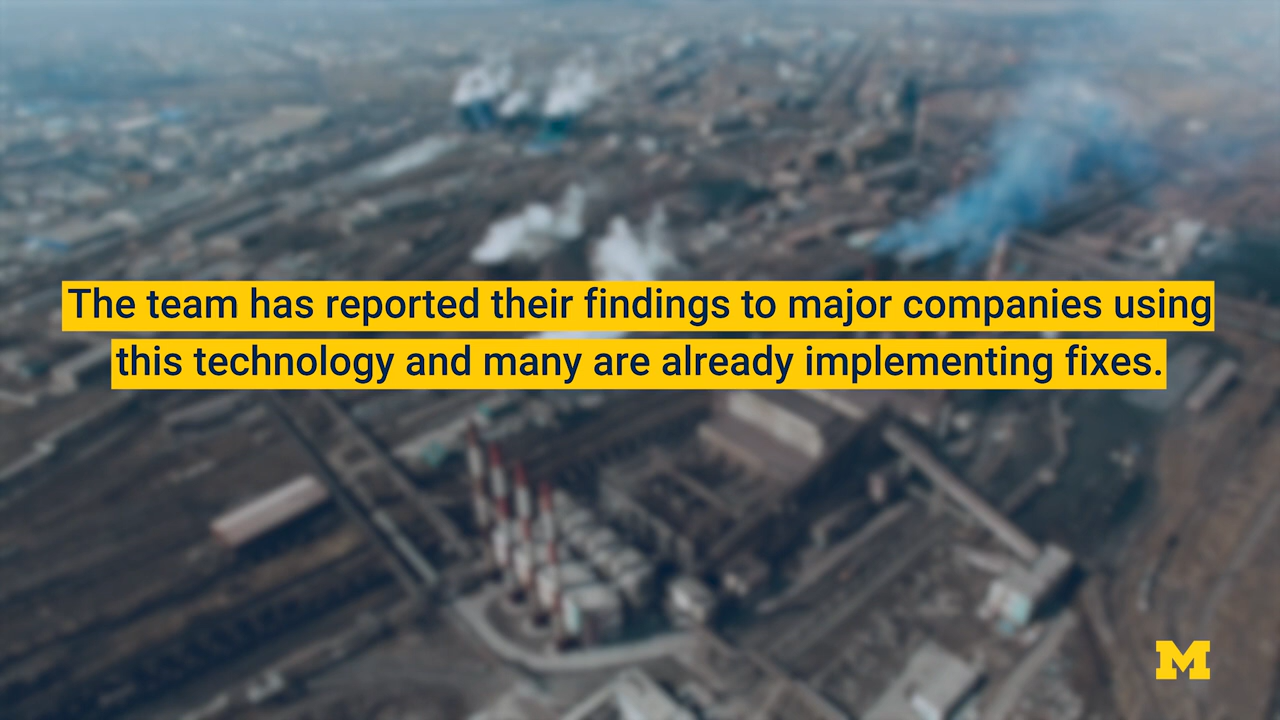 The team has reported their findings to major companies using
this technology and many are already implementing fixes.
M